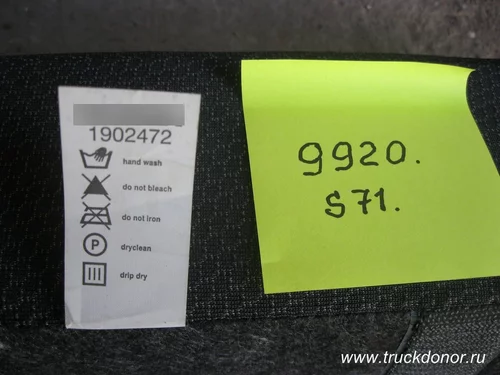 1902472
hand wash
do not bleach
do not iron
P
dryclean
drip dry
9920.
S71.
www.truckdonor.ru